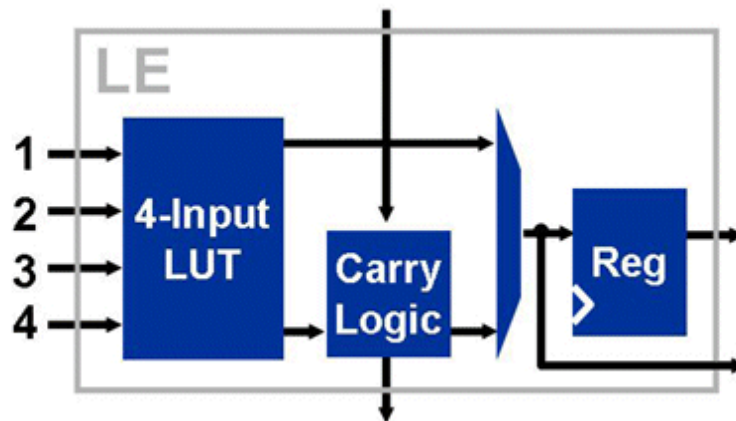 LE
1
2
3
4
4-Input
LUT
Carry
Logic
Reg